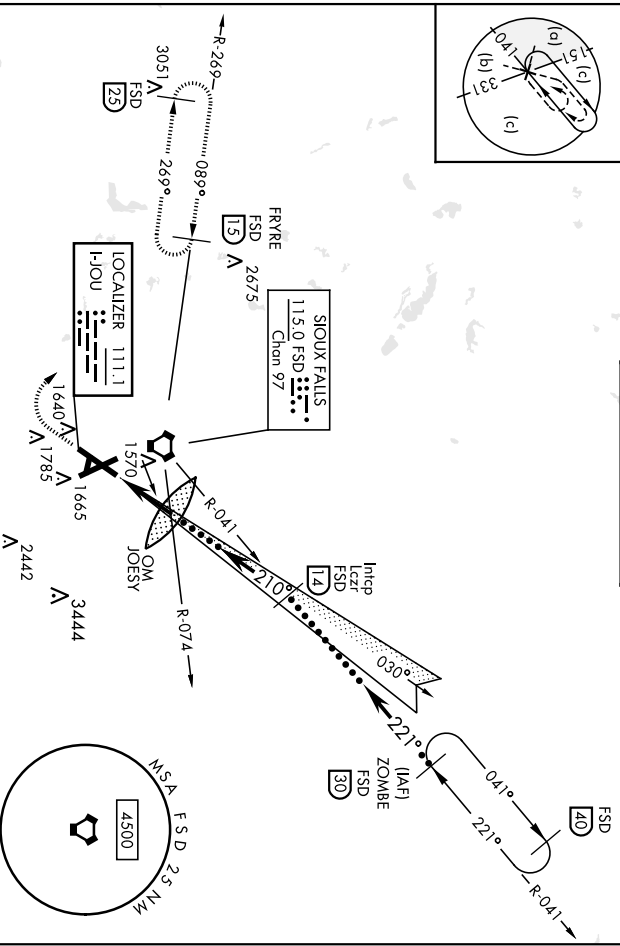 (a)
(b)
(c)
(c)
041
151
331
R-269
3051
FSD
25
269°
089°
FRYRE
FSD
15
2675
SIOUX FALLS
115.0 FSD
Chan 97
LOCALIZER 111.1
I-JOU
1640
1785
1665
1570
2442
3444
OM
JOESY
R-041
R-074
Intcp
Lczr
FSD
14
210°
030°
221°
(IAF)
ZOMBE
FSD
30
041°
221°
FSD
40
R-041
MSA FSD 25 NM
4500